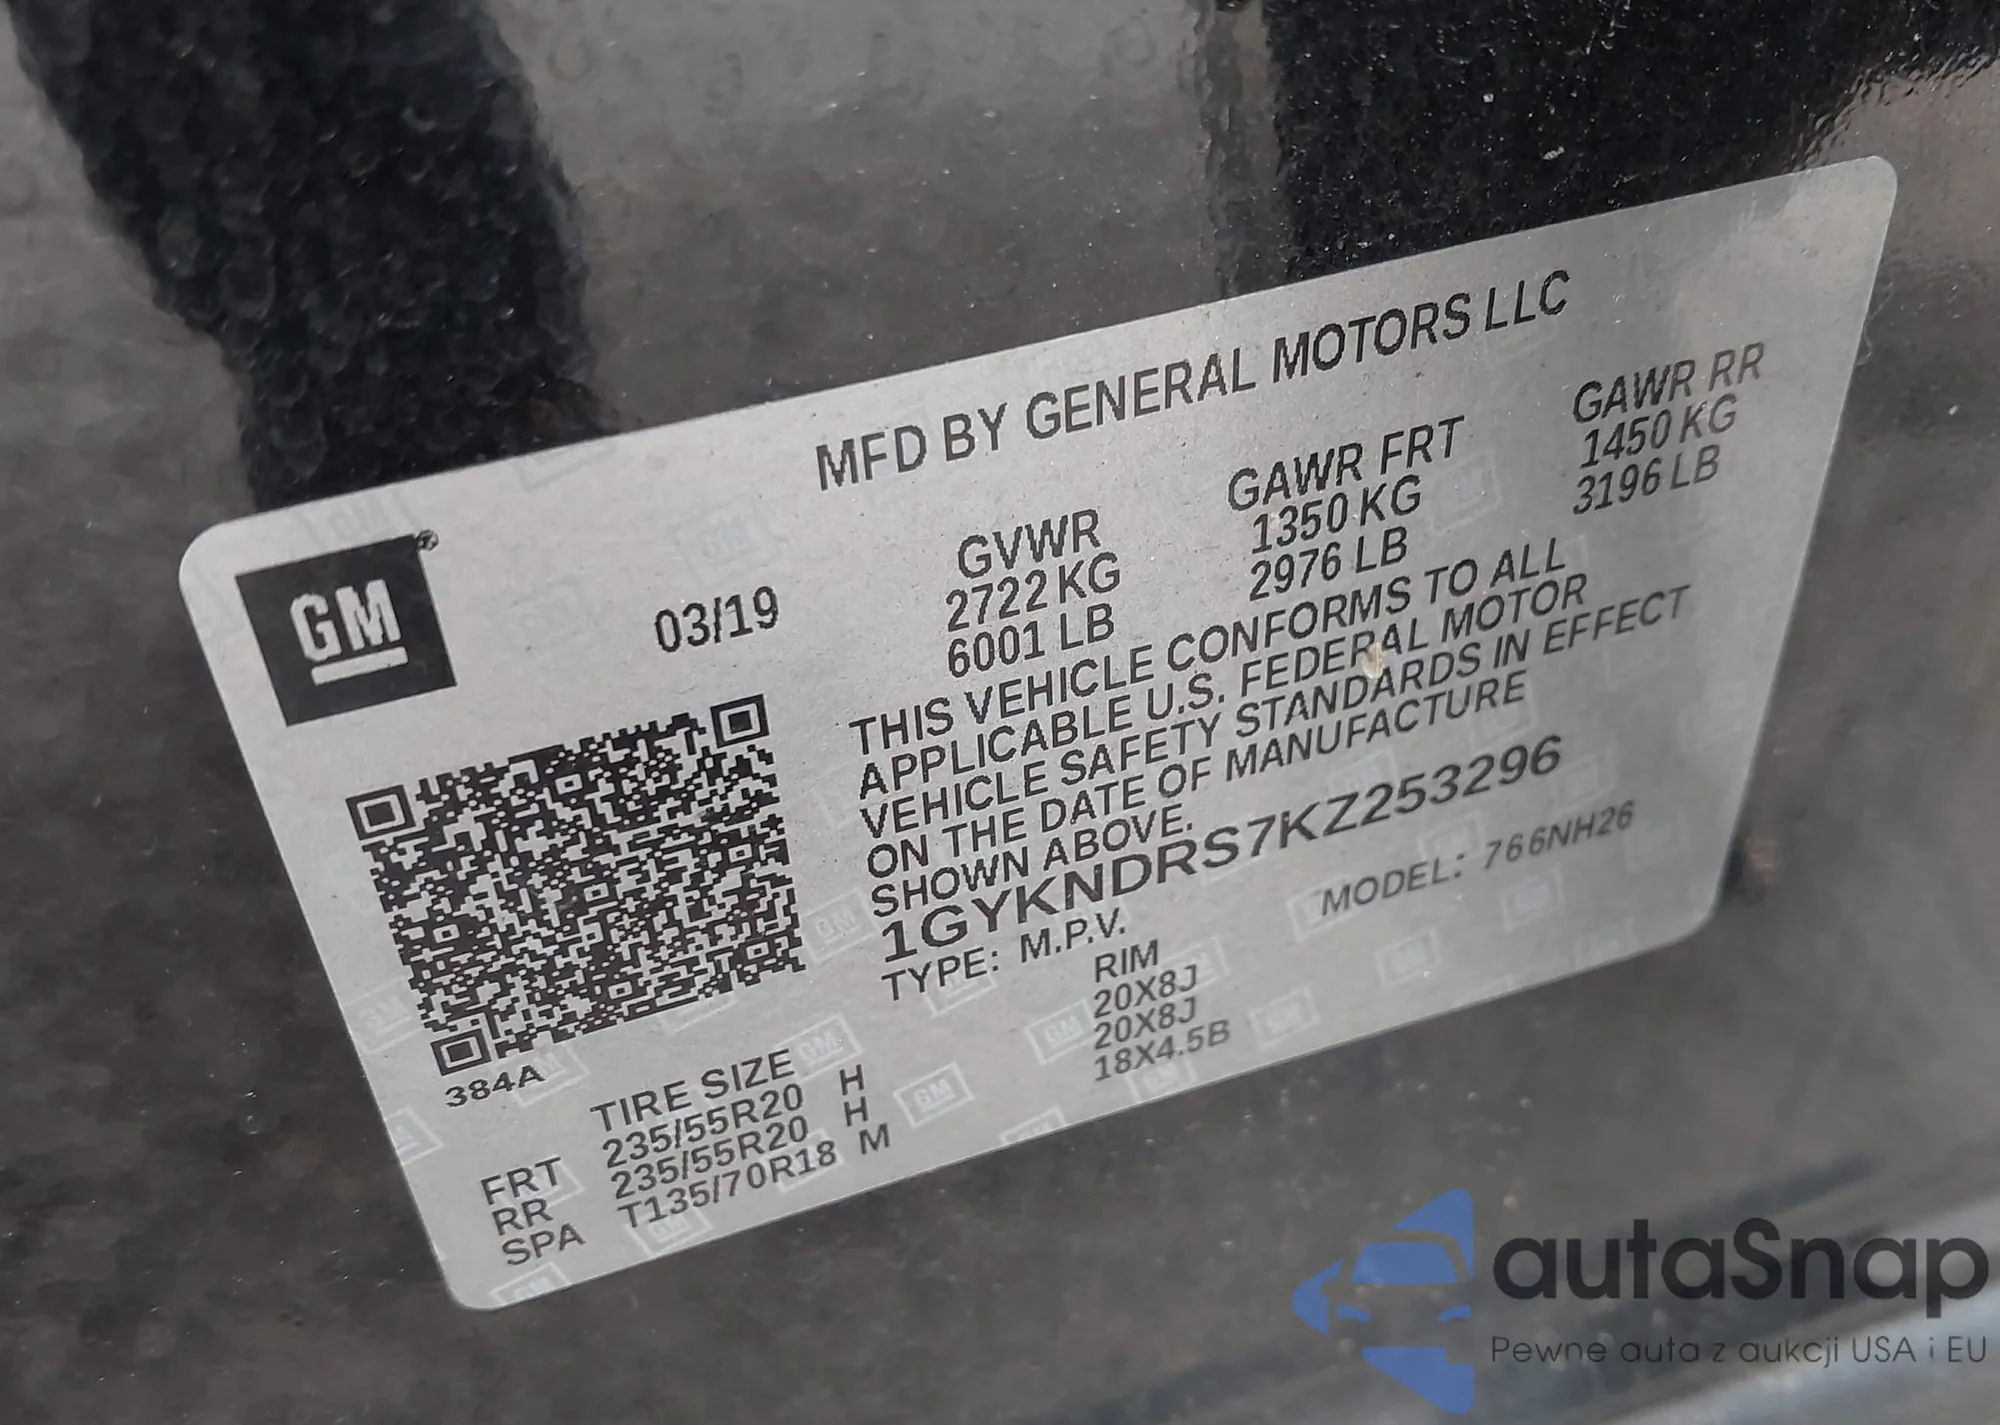 MFD BY GENERAL MOTORS LLC
GM®
03/19
GVWR GAWR FRT GAWR RR
2722 KG 1350 KG 1450 KG
6001 LB 2976 LB 3196 LB
THIS VEHICLE CONFORMS TO ALL
APPLICABLE U.S. FEDERAL MOTOR
VEHICLE SAFETY STANDARDS IN EFFECT
ON THE DATE OF MANUFACTURE
SHOWN ABOVE.
1GYKNDRS7KZ253296
TYPE: M.P.V. MODEL: 766NH26
384A
TIRE SIZE RIM
FRT 235/55R20 H 20X8J
RR 235/55R20 H 20X8J
SPA T135/70R18 M 18X4.5B
autaSnap
Pewne auta z aukcji USA i EU